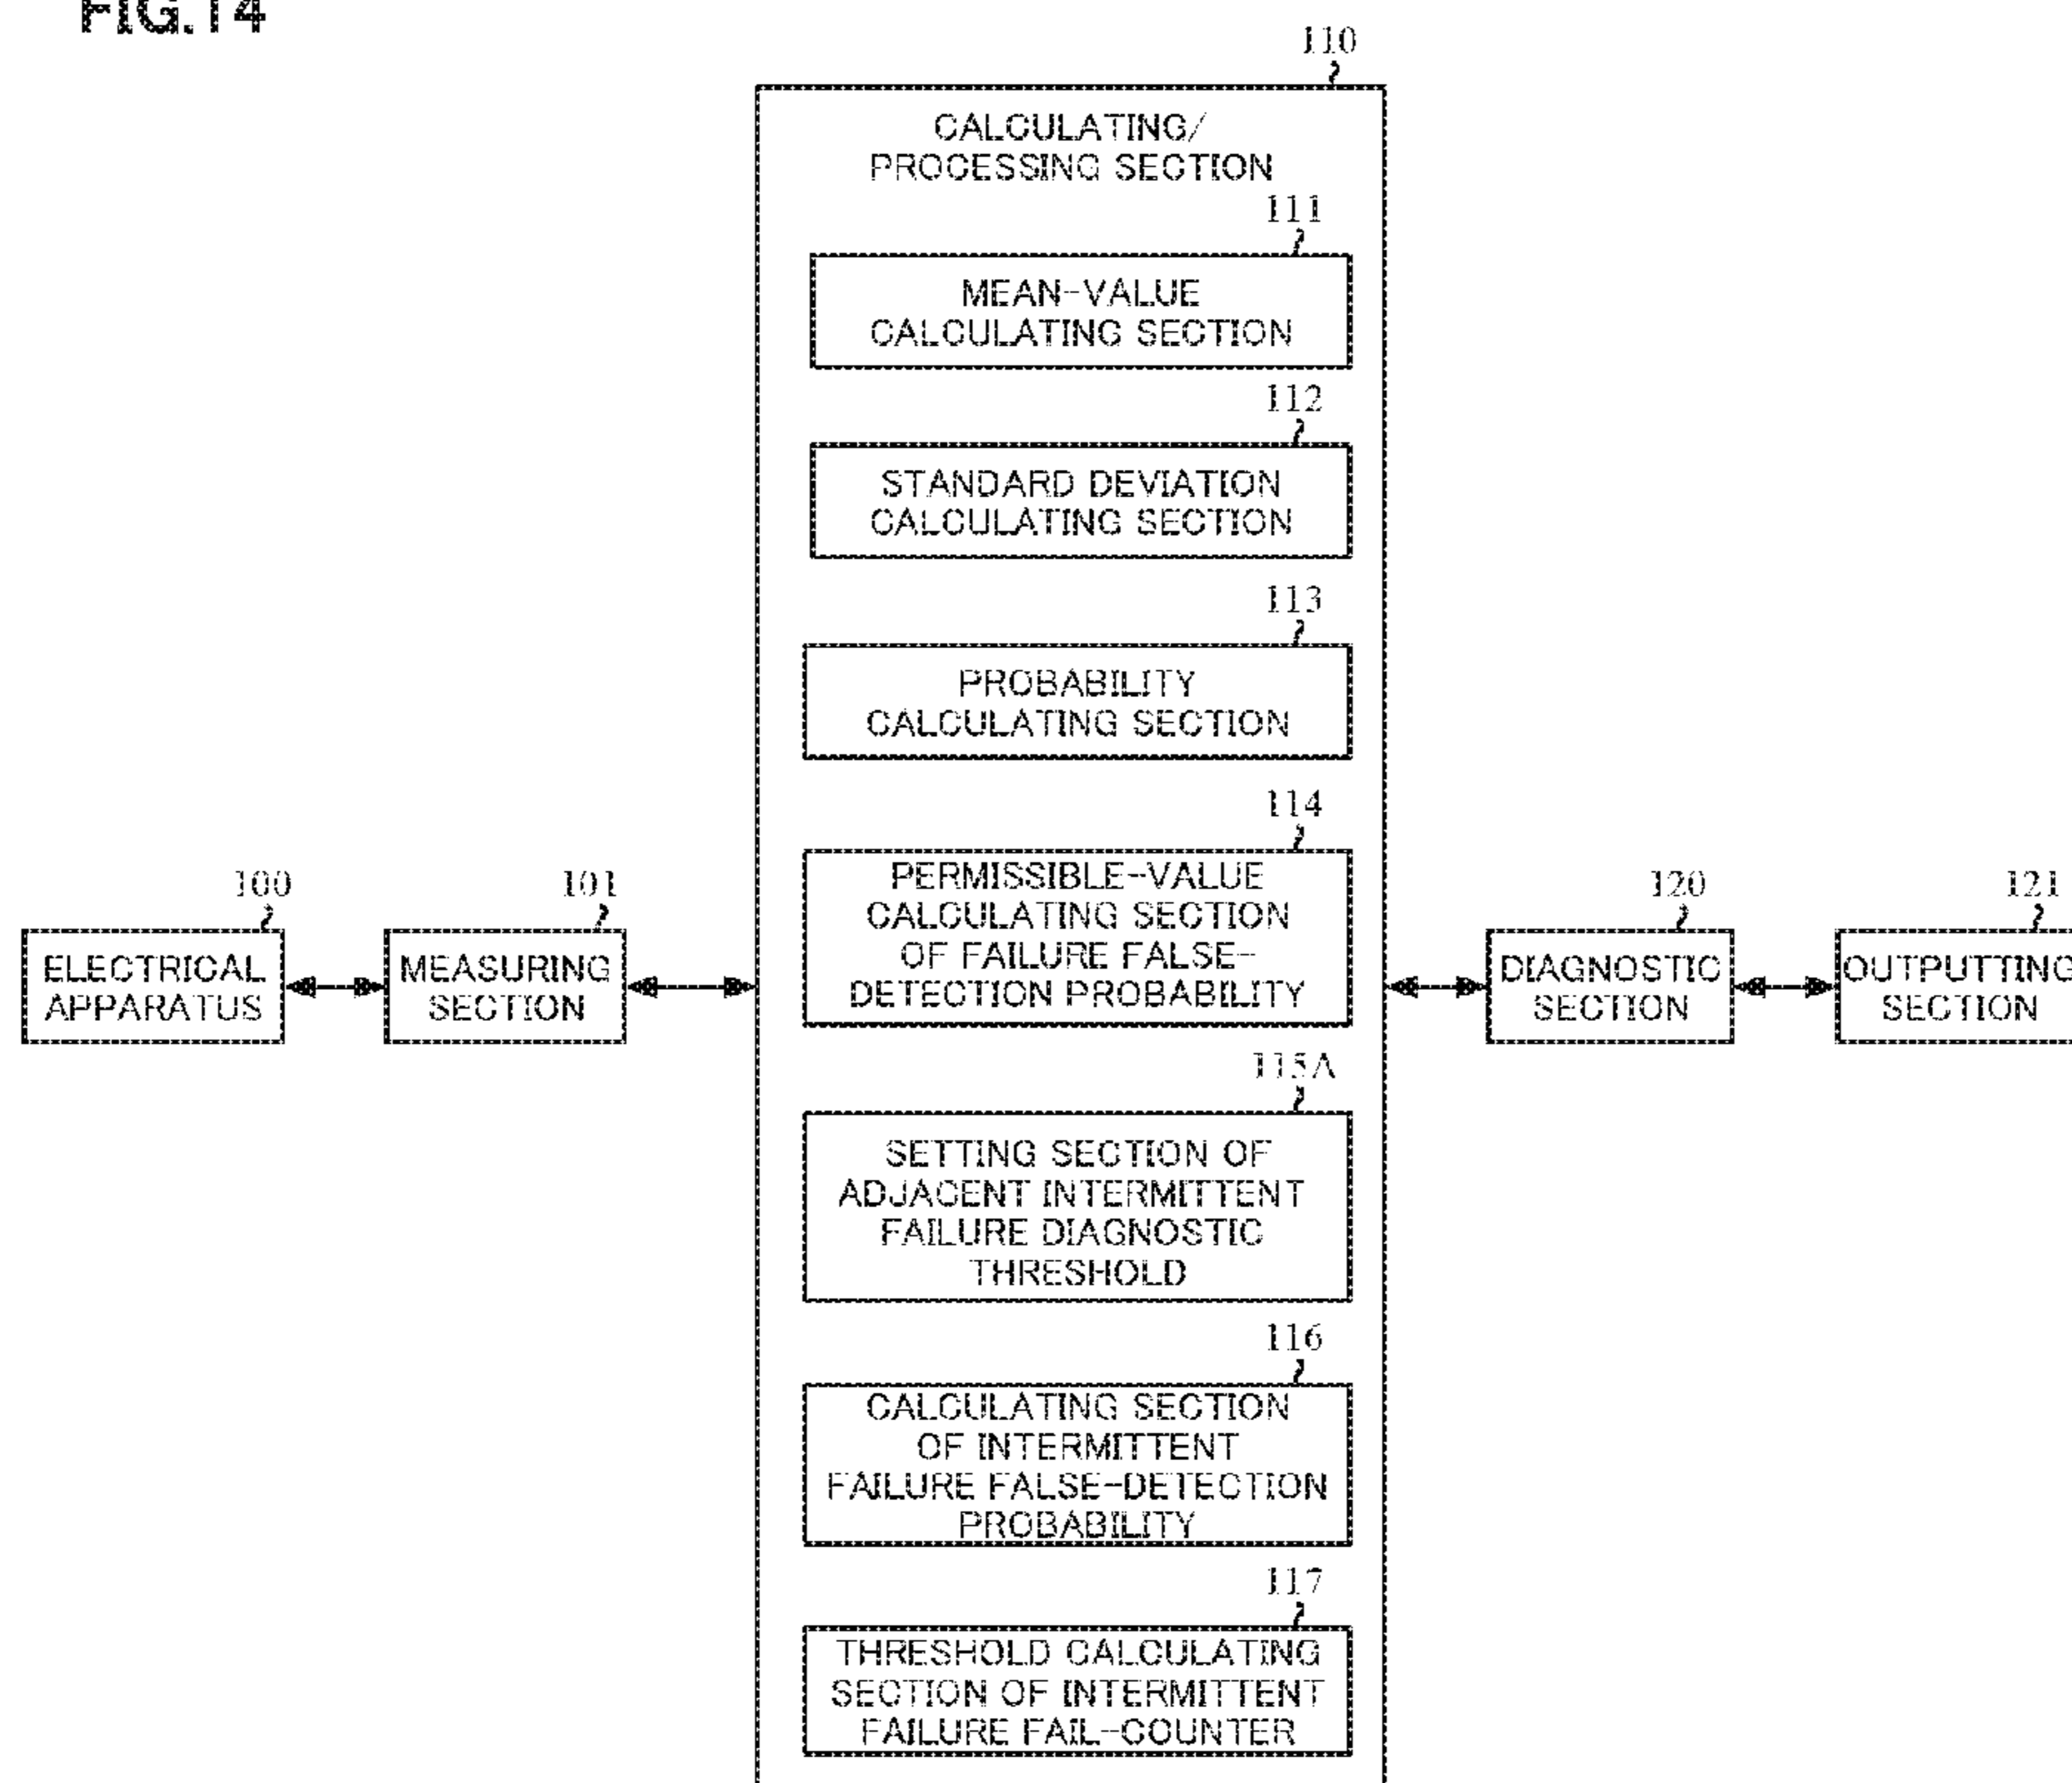 FIG.14
110
CALCULATING/
PROCESSING SECTION
111
MEAN-VALUE
CALCULATING SECTION
112
STANDARD DEVIATION
CALCULATING SECTION
113
PROBABILITY
CALCULATING SECTION
114
PERMISSIBLE-VALUE
CALCULATING SECTION
OF FAILURE FALSE-
DETECTION PROBABILITY
100
ELECTRICAL
APPARATUS
101
MEASURING
SECTION
120
DIAGNOSTIC
SECTION
121
OUTPUTTING
SECTION
115A
SETTING SECTION OF
ADJACENT INTERMITTENT
FAILURE DIAGNOSTIC
THRESHOLD
116
CALCULATING SECTION
OF INTERMITTENT
FAILURE FALSE-DETECTION
PROBABILITY
117
THRESHOLD CALCULATING
SECTION OF INTERMITTENT
FAILURE FAIL-COUNTER